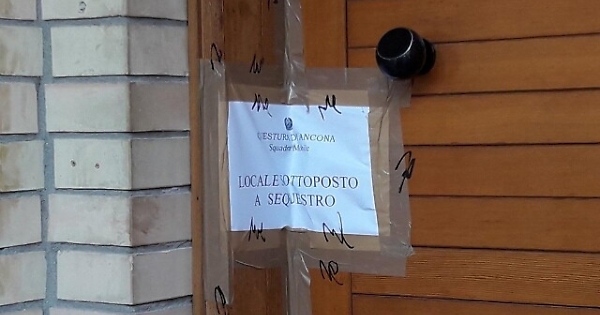 QUESTURA DI ANCONA
Squadra Mobile
LOCALE SOTTOPOSTO
A SEQUESTRO